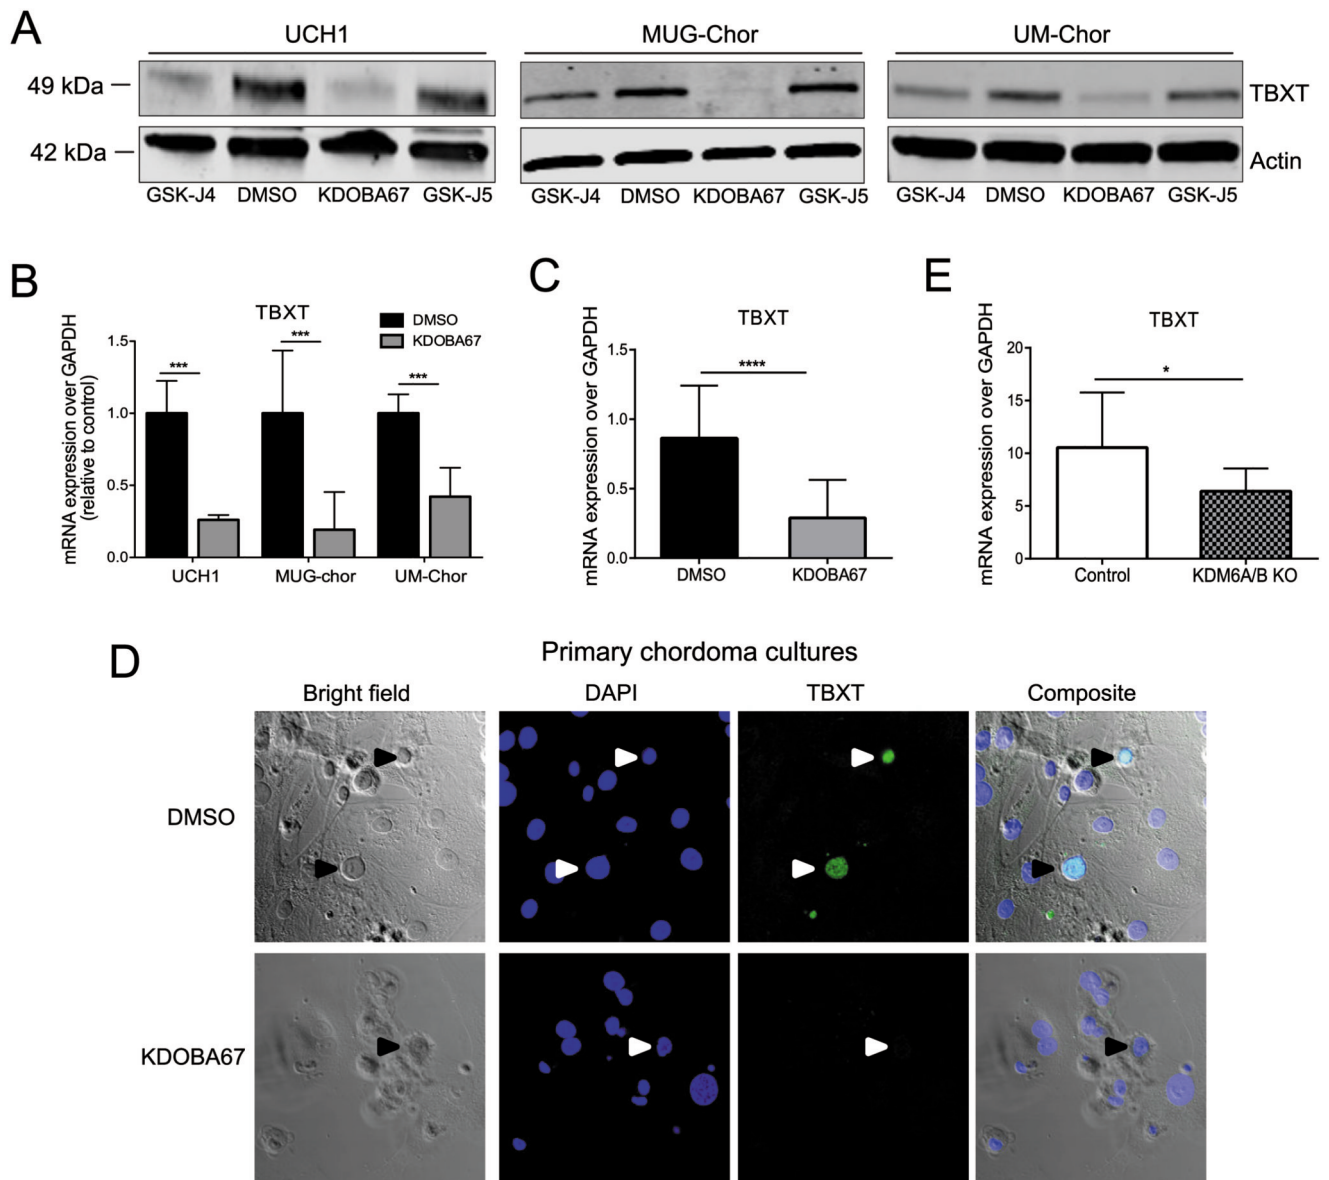 A
UCH1
MUG-Chor
UM-Chor
49 kDa
TBXT
42 kDa
Actin
GSK-J4 DMSO KDOBA67 GSK-J5
GSK-J4 DMSO KDOBA67 GSK-J5
GSK-J4 DMSO KDOBA67 GSK-J5
B
TBXT
DMSO
KDOBA67
mRNA expression over GAPDH
(relative to control)
1.5
1.0
0.5
0.0
***
***
***
UCH1 MUG-chor UM-Chor
C
TBXT
mRNA expression over GAPDH
1.5
1.0
0.5
0.0
****
DMSO KDOBA67
E
TBXT
mRNA expression over GAPDH
20
15
10
5
0
*
Control KDM6A/B KO
D
Primary chordoma cultures
Bright field DAPI TBXT Composite
DMSO
KDOBA67